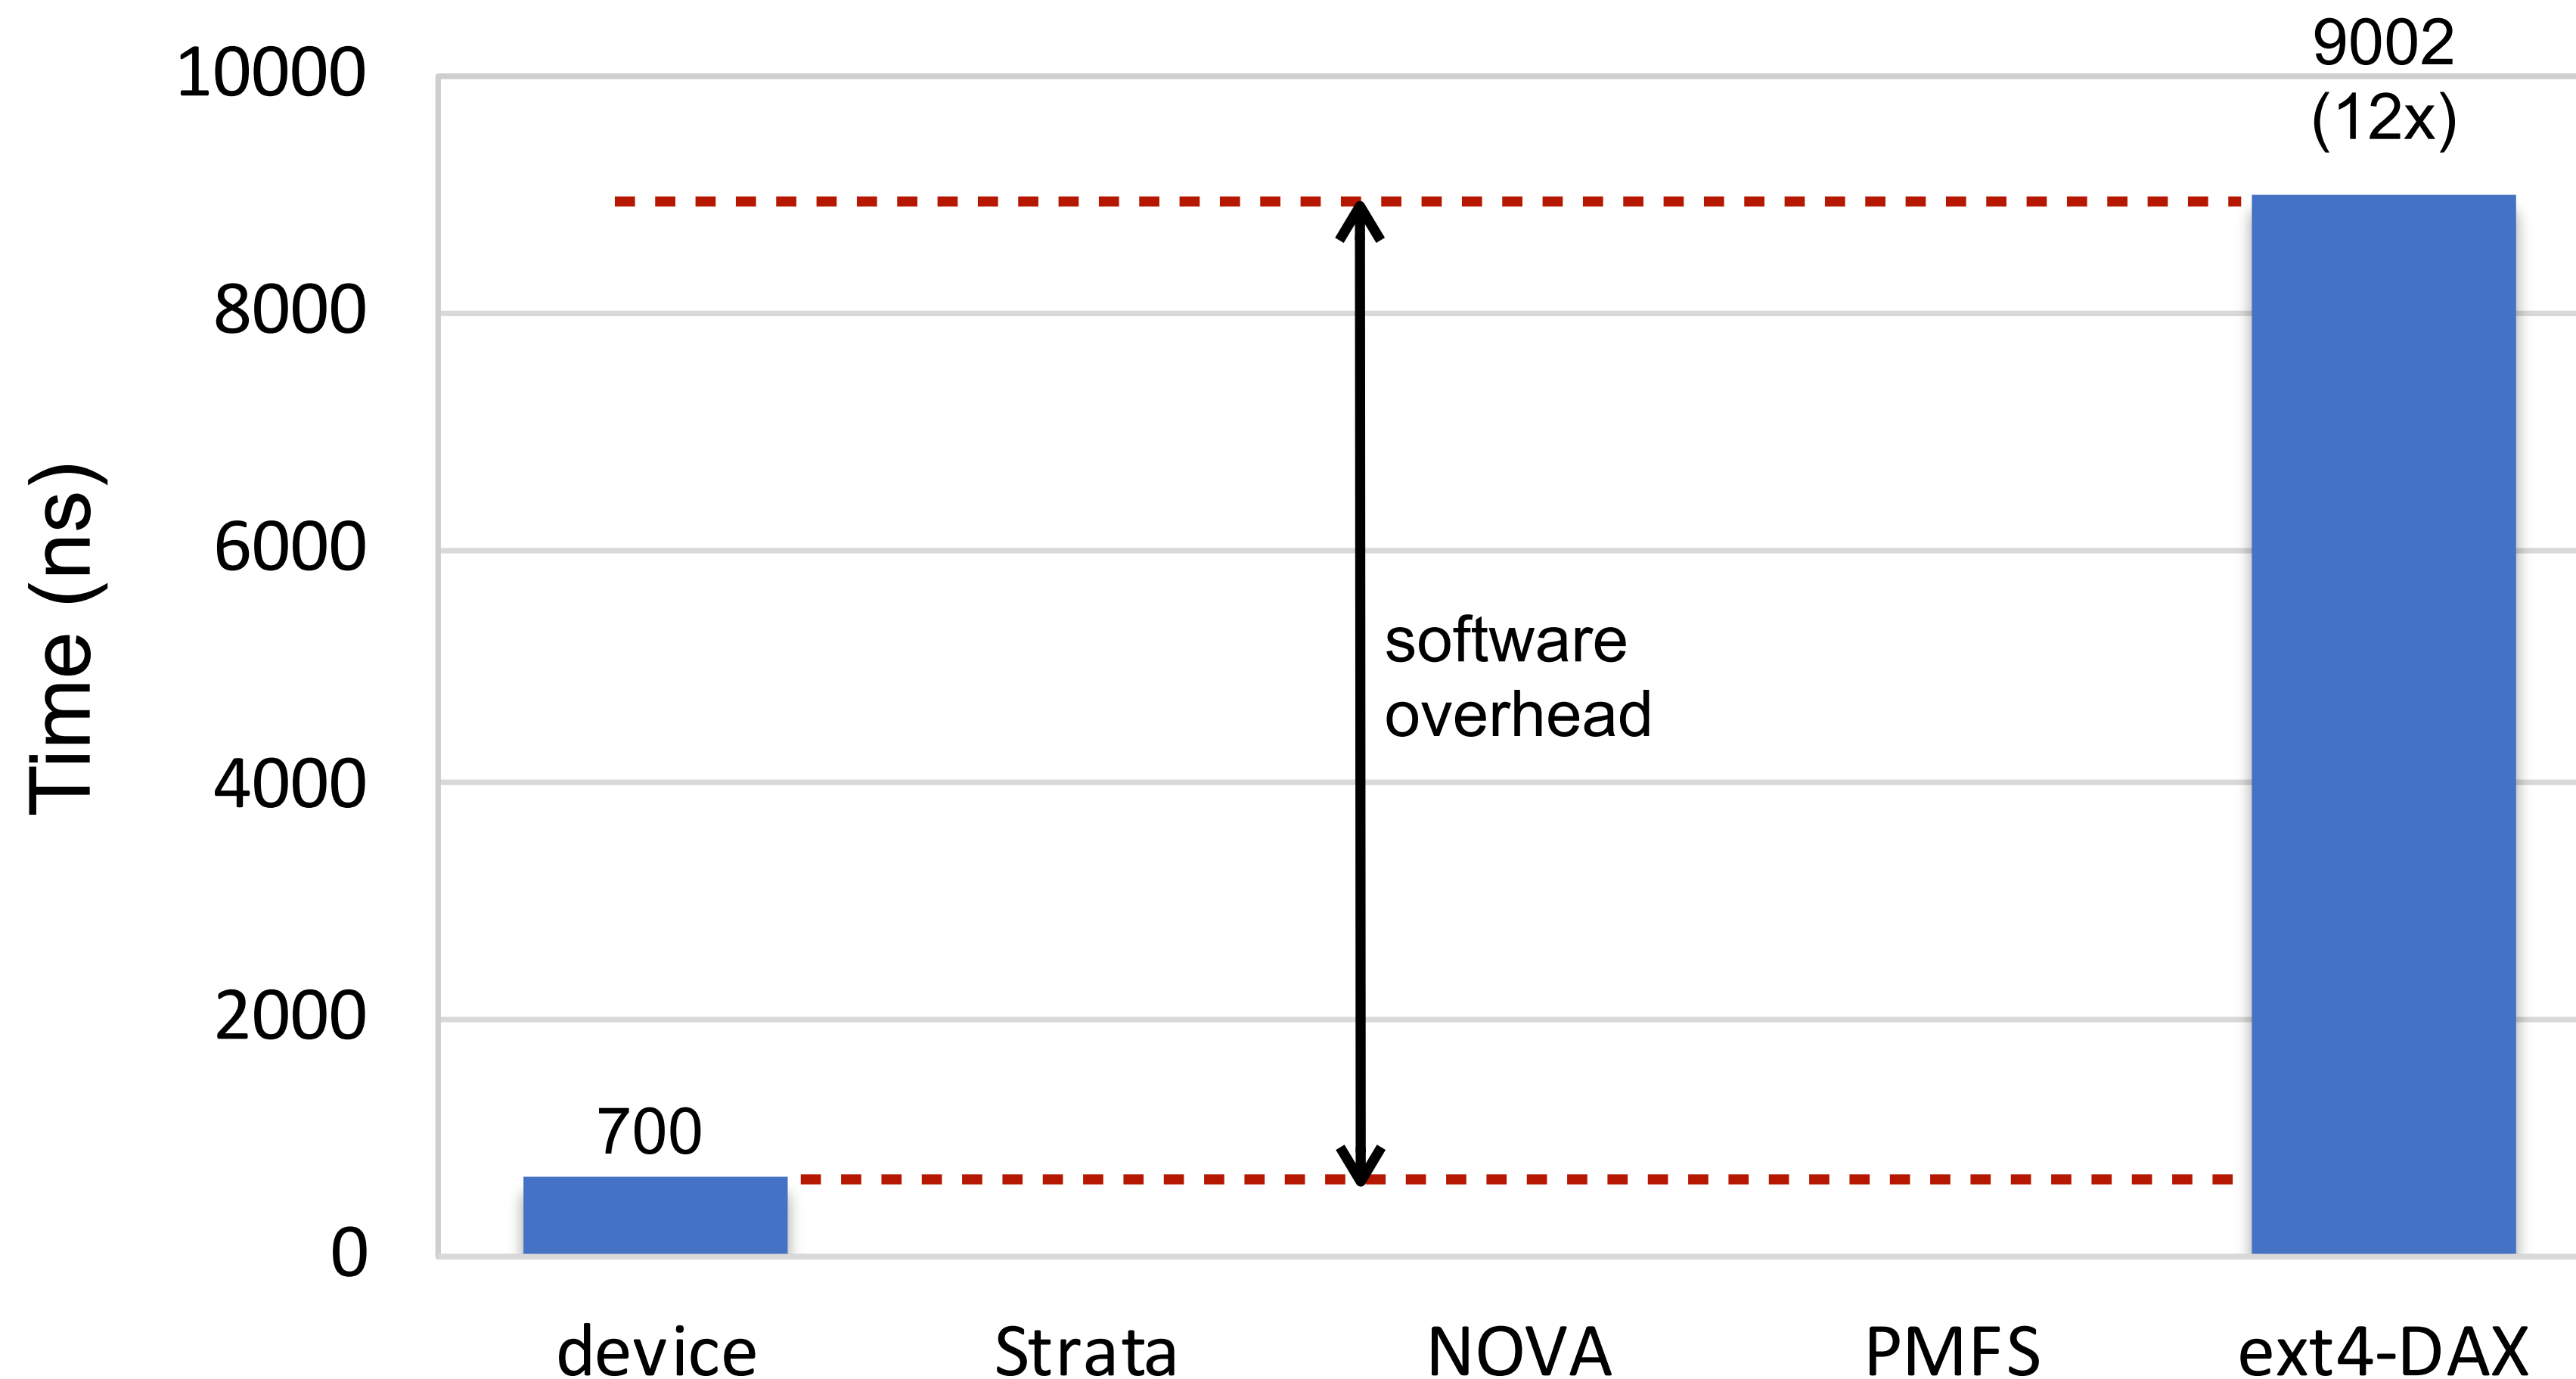 9002
(12x)
10000
8000
6000
4000
2000
0
Time (ns)
software
overhead
700
device
Strata
NOVA
PMFS
ext4-DAX